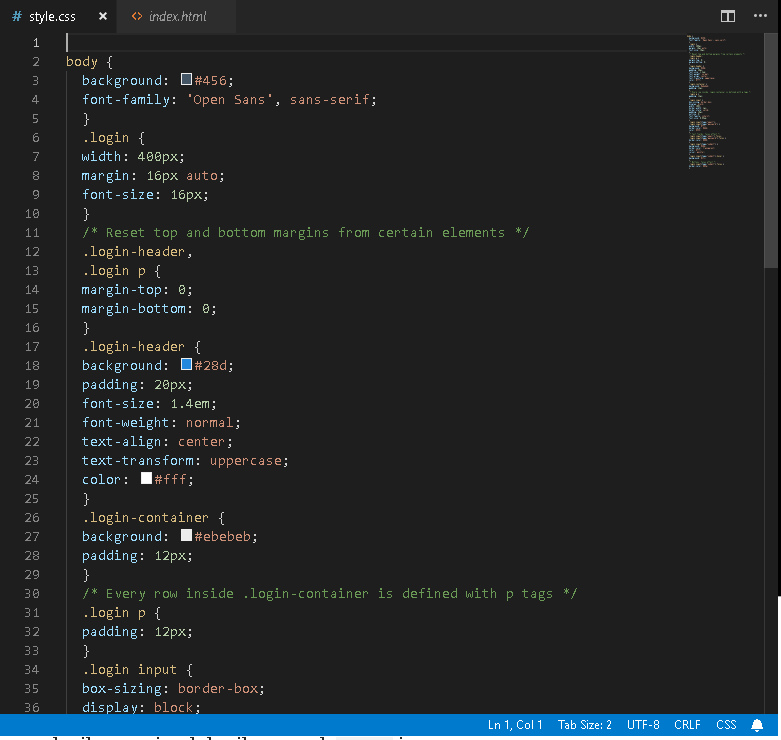 # style.css × <> index.html ...
1
2 body {
3 background: #456;
4 font-family: 'Open Sans', sans-serif;
5 }
6 .login {
7 width: 400px;
8 margin: 16px auto;
9 font-size: 16px;
10 }
11 /* Reset top and bottom margins from certain elements */
12 .login-header,
13 .login p {
14 margin-top: 0;
15 margin-bottom: 0;
16 }
17 .login-header {
18 background: #28d;
19 padding: 20px;
20 font-size: 1.4em;
21 font-weight: normal;
22 text-align: center;
23 text-transform: uppercase;
24 color: #fff;
25 }
26 .login-container {
27 background: #ebebeb;
28 padding: 12px;
29 }
30 /* Every row inside .login-container is defined with p tags */
31 .login p {
32 padding: 12px;
33 }
34 .login input {
35 box-sizing: border-box;
36 display: block;
Ln 1, Col 1 Tab Size: 2 UTF-8 CRLF CSS